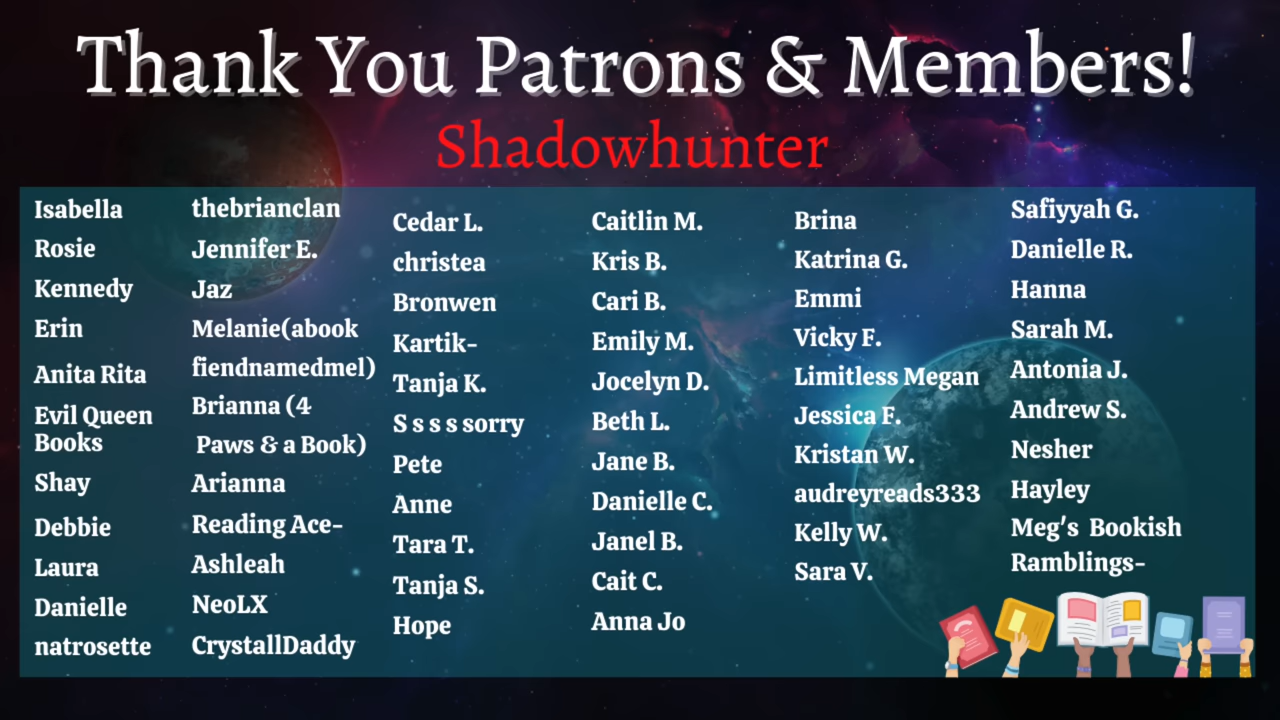 Thank You Patrons & Members!
Shadowhunter
Isabella
Rosie
Kennedy
Erin
Anita Rita
Evil Queen
Books
Shay
Debbie
Laura
Danielle
natrosette
thebrianclan
Jennifer E.
Jaz
Melanie(abook
fiendnamedmel)
Brianna (4
Paws & a Book)
Arianna
Reading Ace-
Ashleah
NeoLX
CrystallDaddy
Cedar L.
christea
Bronwen
Kartik-
Tanja K.
S s s s sorry
Pete
Anne
Tara T.
Tanja S.
Hope
Caitlin M.
Kris B.
Cari B.
Emily M.
Jocelyn D.
Beth L.
Jane B.
Danielle C.
Janel B.
Cait C.
Anna Jo
Brina
Katrina G.
Emmi
Vicky F.
Limitless Megan
Jessica F.
Kristan W.
audreyreads333
Kelly W.
Sara V.
Safiyyah G.
Danielle R.
Hanna
Sarah M.
Antonia J.
Andrew S.
Nesher
Hayley
Meg's Bookish
Ramblings-